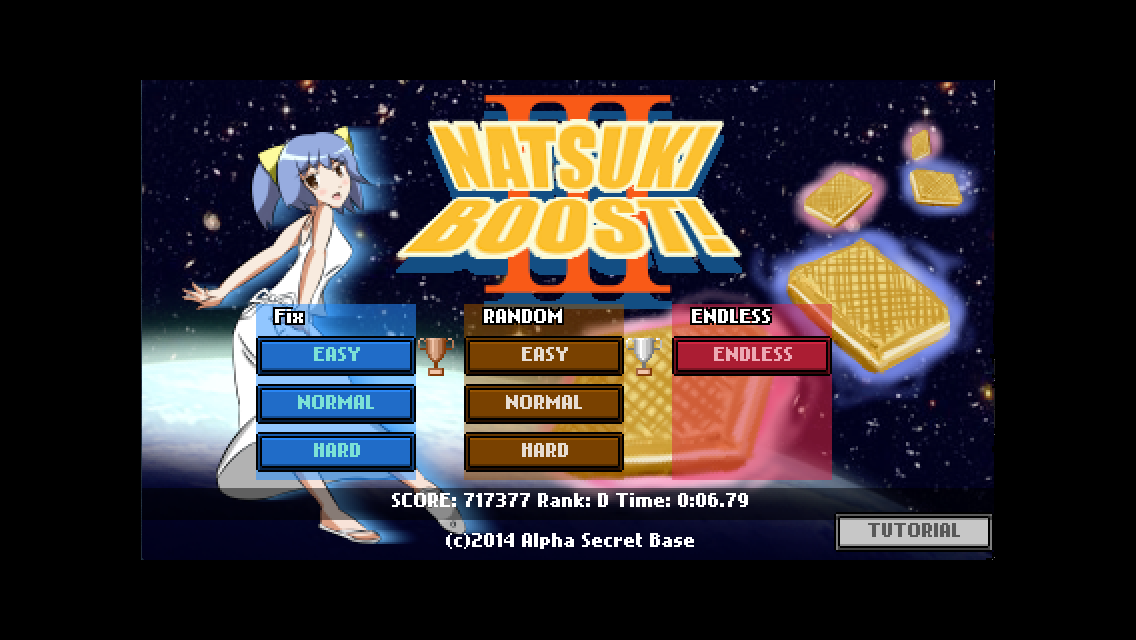 III
NATSUKI
BOOST!
Fix
RANDOM
ENDLESS
EASY
EASY
ENDLESS
NORMAL
NORMAL
HARD
HARD
SCORE: 717377 Rank: D Time: 0:06.79
(c)2014 Alpha Secret Base
TUTORIAL